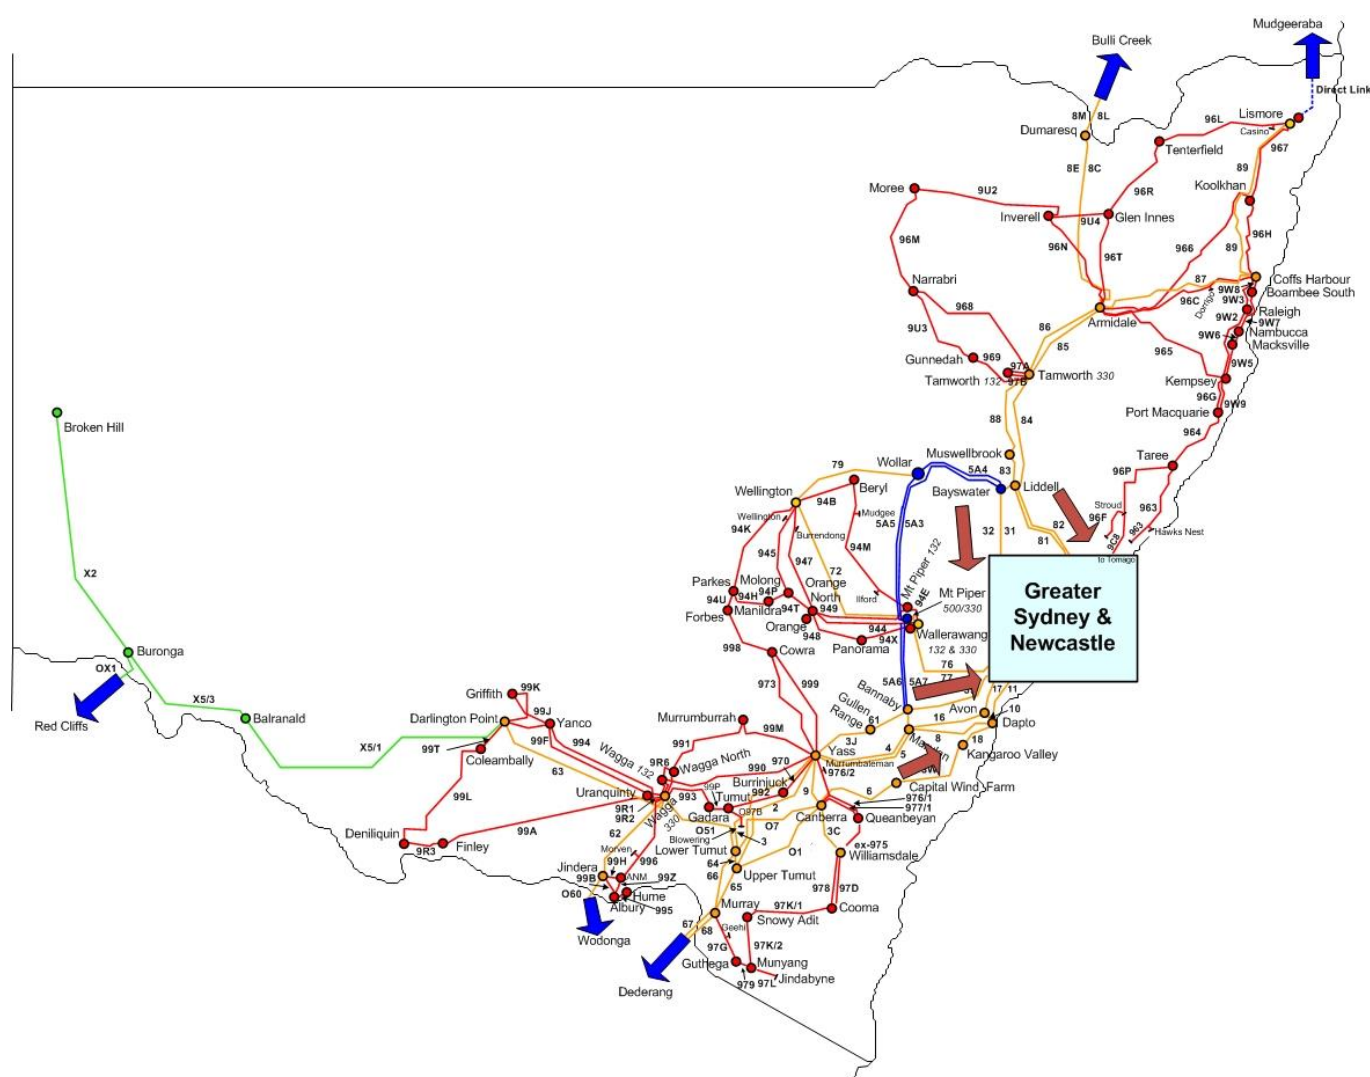 Mudgeeraba
Bulli Creek
Direct Link
8M
8L
Dumaresq
96L
Lismore
Casino
967
Tenterfield
8E
8C
89
Koolkhan
Moree
9U2
96R
Inverell
9U4
Glen Innes
96M
96N
96T
966
89
96H
Narrabri
87
Coffs Harbour
96C
Dorrigo
9W8
Boambee South
9W3
968
Armidale
Raleigh
9W2
9W7
9U3
86
85
9W6
Nambucca
Macksville
Gunnedah
969
97A
965
9W5
Tamworth 132
97B
Tamworth 330
Kempsey
96G
9W9
88
84
Port Macquarie
964
Broken Hill
Muswellbrook
Taree
79
Wollar
5A4
83
96P
Wellington
Beryl
Bayswater
Liddell
94B
Stroud
Wellington
Mudgee
96F
963
94K
Burrendong
5A5
5A3
32
31
82
81
9C8
963
Hawks Nest
945
947
94M
to Tomago
72
Mt Piper 132
X2
Parkes
Molong
Orange
North
94P
94H
94U
Manildra
94T
949
Ilford
94E
Mt Piper
500/330
Forbes
Orange
948
944
94X
Wallerawang
132 & 330
Panorama
Greater
Sydney &
Newcastle
998
Cowra
Buronga
OX1
973
999
5A6
5A7
76
77
Bannaby
17
11
Red Cliffs
X5/3
Balranald
Griffith
99K
99J
Darlington Point
Yanco
Murrumburrah
Gullen
Range
61
Avon
10
Dapto
16
99T
99F
994
991
99M
3J
8
18
X5/1
Coleambally
Wagga 132
9R6
Wagga North
Yass
4
5
Marulan
Kangaroo Valley
63
990
970
Murrumbateman
976/2
Burrinjuck
99L
Uranquinty
993
99P
Tumut
992
9
6
Capital Wind Farm
9R1
9R2
Wagga
330
Gadara
O97B
2
Canberra
976/1
977/1
Queanbeyan
99A
62
O51
O7
3C
Deniliquin
9R3
Finley
Blowering
3
Morven
Lower Tumut
O1
ex-975
Williamsdale
99H
996
64
Jindera
66
Upper Tumut
99B
ANM
99Z
65
978
97D
O60
Hume
Albury
995
Murray
97K/1
Cooma
Snowy Adit
67
68
Geehi
Wodonga
97G
97K/2
Guthega
Munyang
Dederang
979
97L
Jindabyne